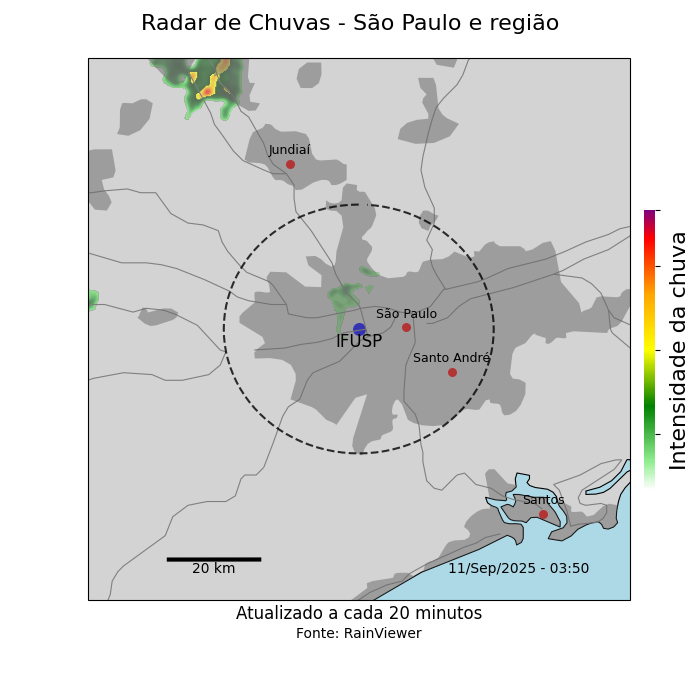 Radar de Chuvas - São Paulo e região
Jundiaí
São Paulo
IFUSP
Santo André
Santos
20 km
11/Sep/2025 - 03:50
Intensidade da chuva
Atualizado a cada 20 minutos
Fonte: RainViewer